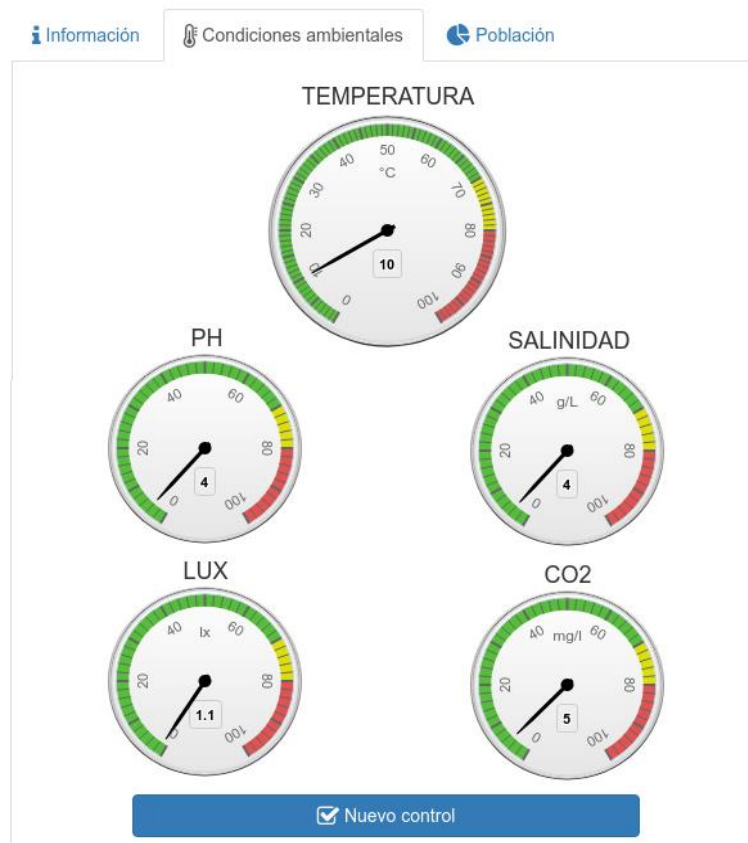 Información Condiciones ambientales Población
TEMPERATURA
0 10 20 30 40 50 60 70 80 90 100
°C
10
PH
0 20 40 60 80 100
4
SALINIDAD
0 20 40 60 80 100
g/L
4
LUX
0 20 40 60 80 100
lx
1.1
CO2
0 20 40 60 80 100
mg/l
5
Nuevo control